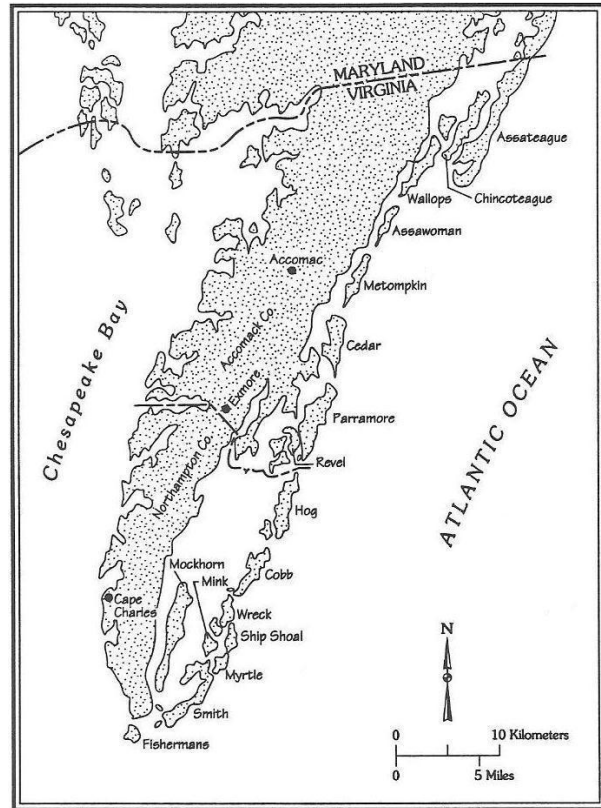 MARYLAND
VIRGINIA
Assateague
Wallops
Chincoteague
Assawoman
Accomac
Metompkin
Chesapeake Bay
Accomack Co.
Cedar
Exmore
Parramore
ATLANTIC OCEAN
Northampton Co.
Revel
Hog
Mockhorn
Mink
Cobb
Cape
Charles
Wreck
Ship Shoal
N
Myrtle
Smith
Fishermans
0 10 Kilometers
0 5 Miles